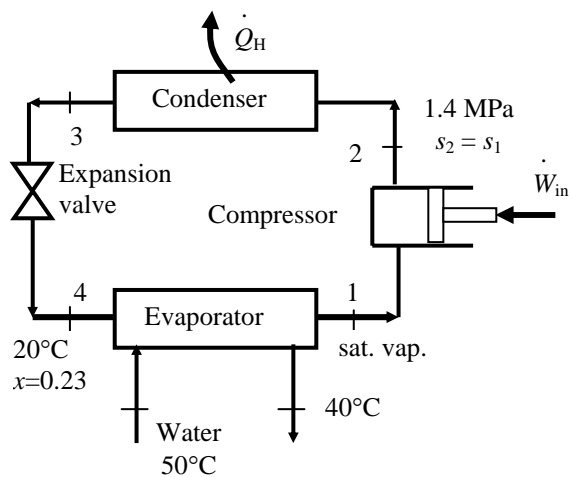 Q̇H
Condenser
1.4 MPa
s2 = s1
3
2
Expansion
valve
Compressor
Ẇin
4
1
Evaporator
20°C
x=0.23
sat. vap.
40°C
Water
50°C